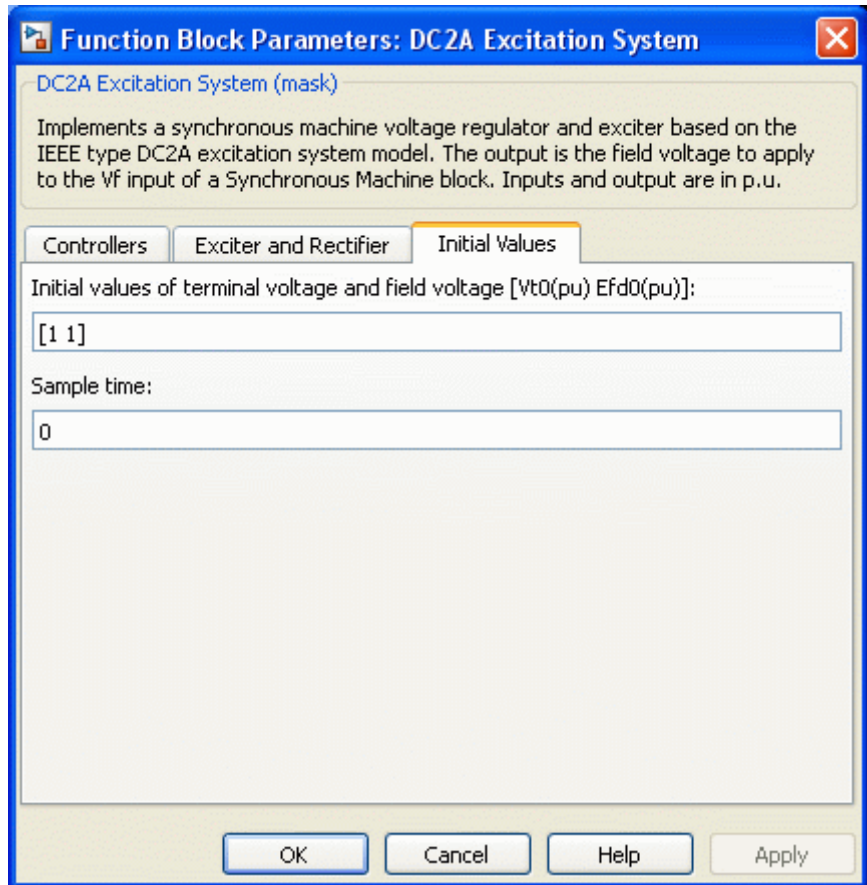 Function Block Parameters: DC2A Excitation System
DC2A Excitation System (mask)
Implements a synchronous machine voltage regulator and exciter based on the
IEEE type DC2A excitation system model. The output is the field voltage to apply
to the Vf input of a Synchronous Machine block. Inputs and output are in p.u.
Controllers Exciter and Rectifier Initial Values
Initial values of terminal voltage and field voltage [Vt0(pu) Efd0(pu)]:
[1 1]
Sample time:
0
OK Cancel Help Apply